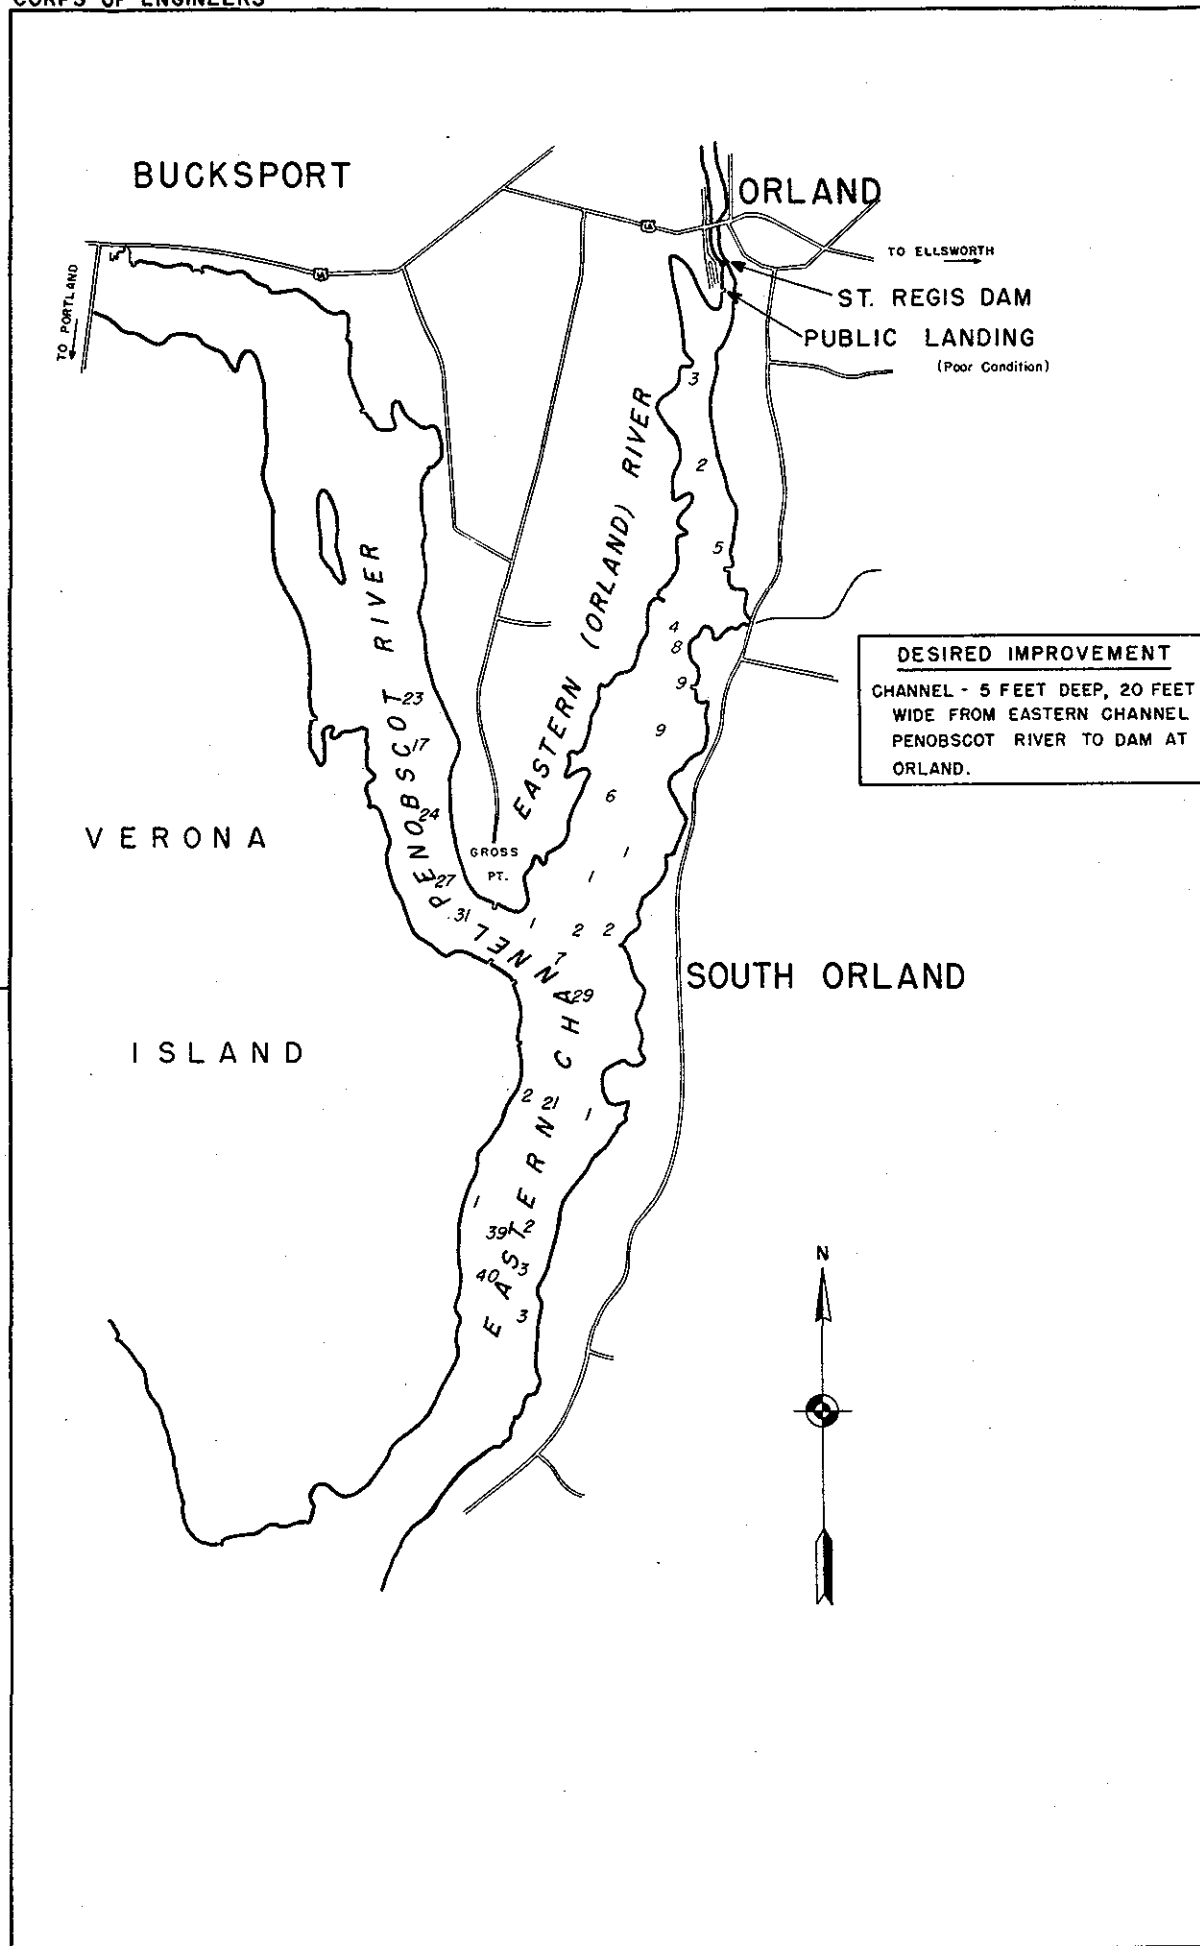 CORPS OF ENGINEERS
BUCKSPORT
ORLAND
TO ELLSWORTH
TO PORTLAND
ST. REGIS DAM
PUBLIC LANDING
(Poor Condition)
3
2
5
EASTERN (ORLAND) RIVER
4
8
9
9
6
1
1
DESIRED IMPROVEMENT
CHANNEL - 5 FEET DEEP, 20 FEET
WIDE FROM EASTERN CHANNEL
PENOBSCOT RIVER TO DAM AT
ORLAND.
PENOBSCOT RIVER
23
17
24
27
31
VERONA
ISLAND
GROSS
PT.
1
2 2
7
29
SOUTH ORLAND
EASTERN CHANNEL
2 21
1
1
39 2
40 3
3
N